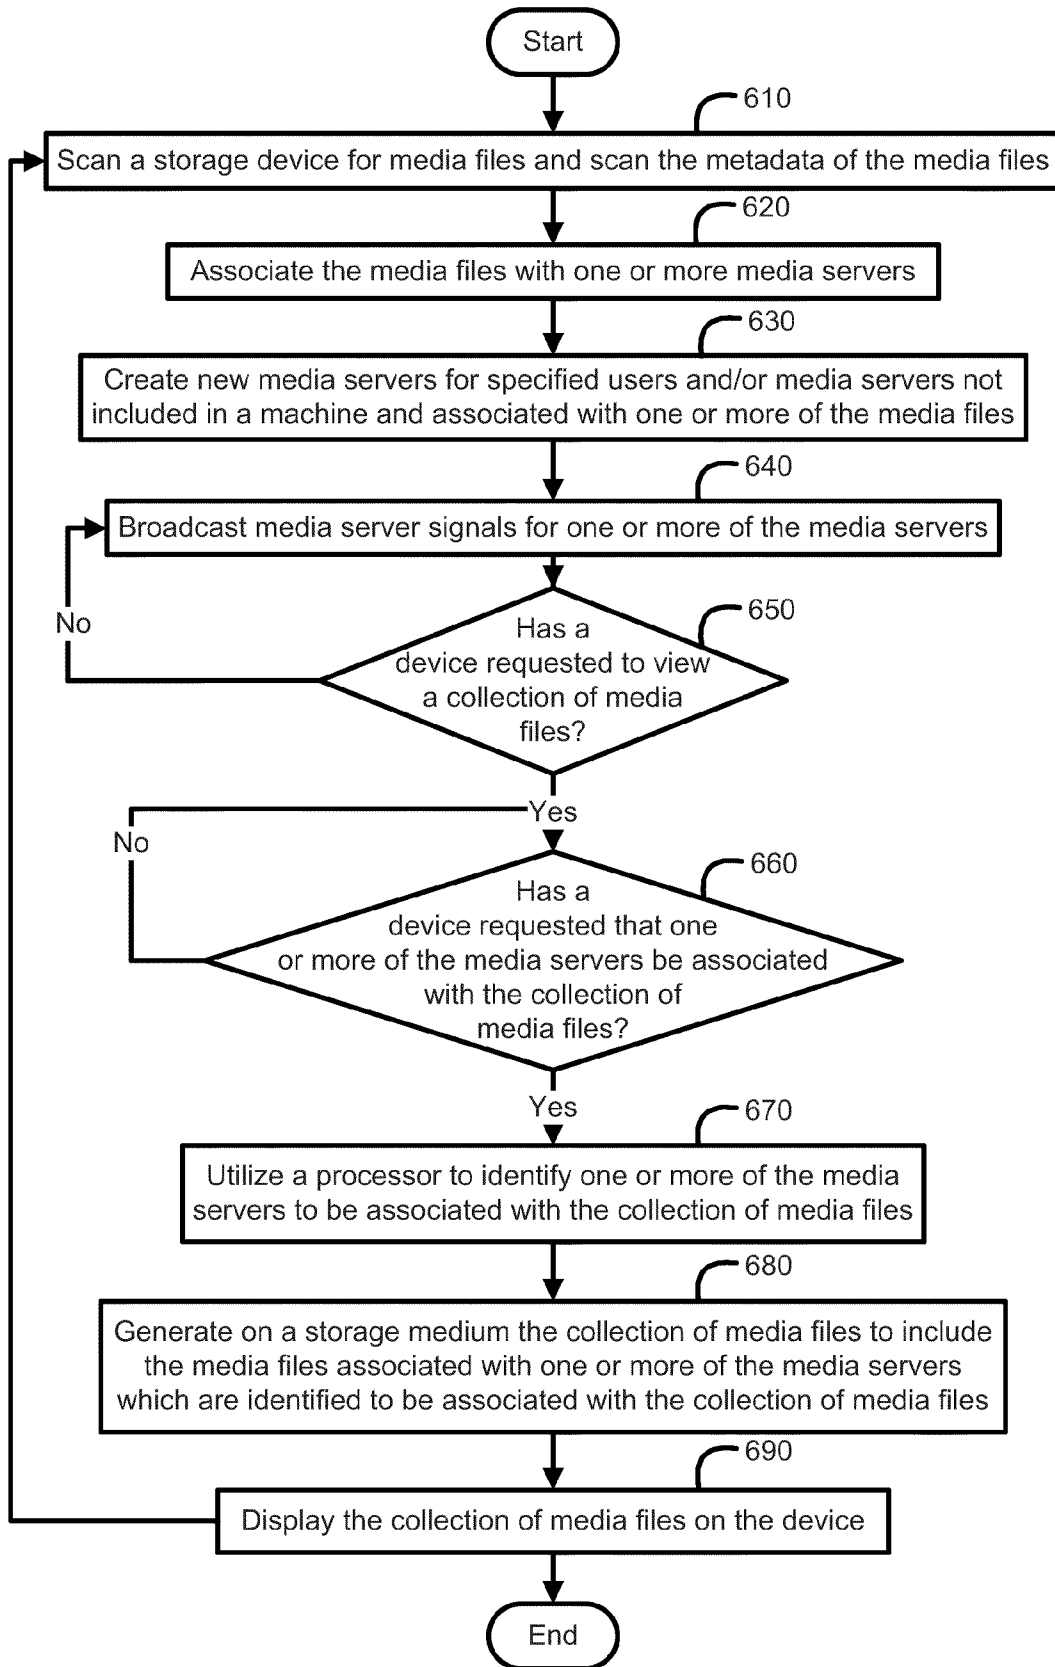 Start
610
Scan a storage device for media files and scan the metadata of the media files
620
Associate the media files with one or more media servers
630
Create new media servers for specified users and/or media servers not
included in a machine and associated with one or more of the media files
640
Broadcast media server signals for one or more of the media servers
650
No
Has a
device requested to view
a collection of media
files?
Yes
No
660
Has a
device requested that one
or more of the media servers be associated
with the collection of
media files?
Yes
670
Utilize a processor to identify one or more of the media
servers to be associated with the collection of media files
680
Generate on a storage medium the collection of media files to include
the media files associated with one or more of the media servers
which are identified to be associated with the collection of media files
690
Display the collection of media files on the device
End